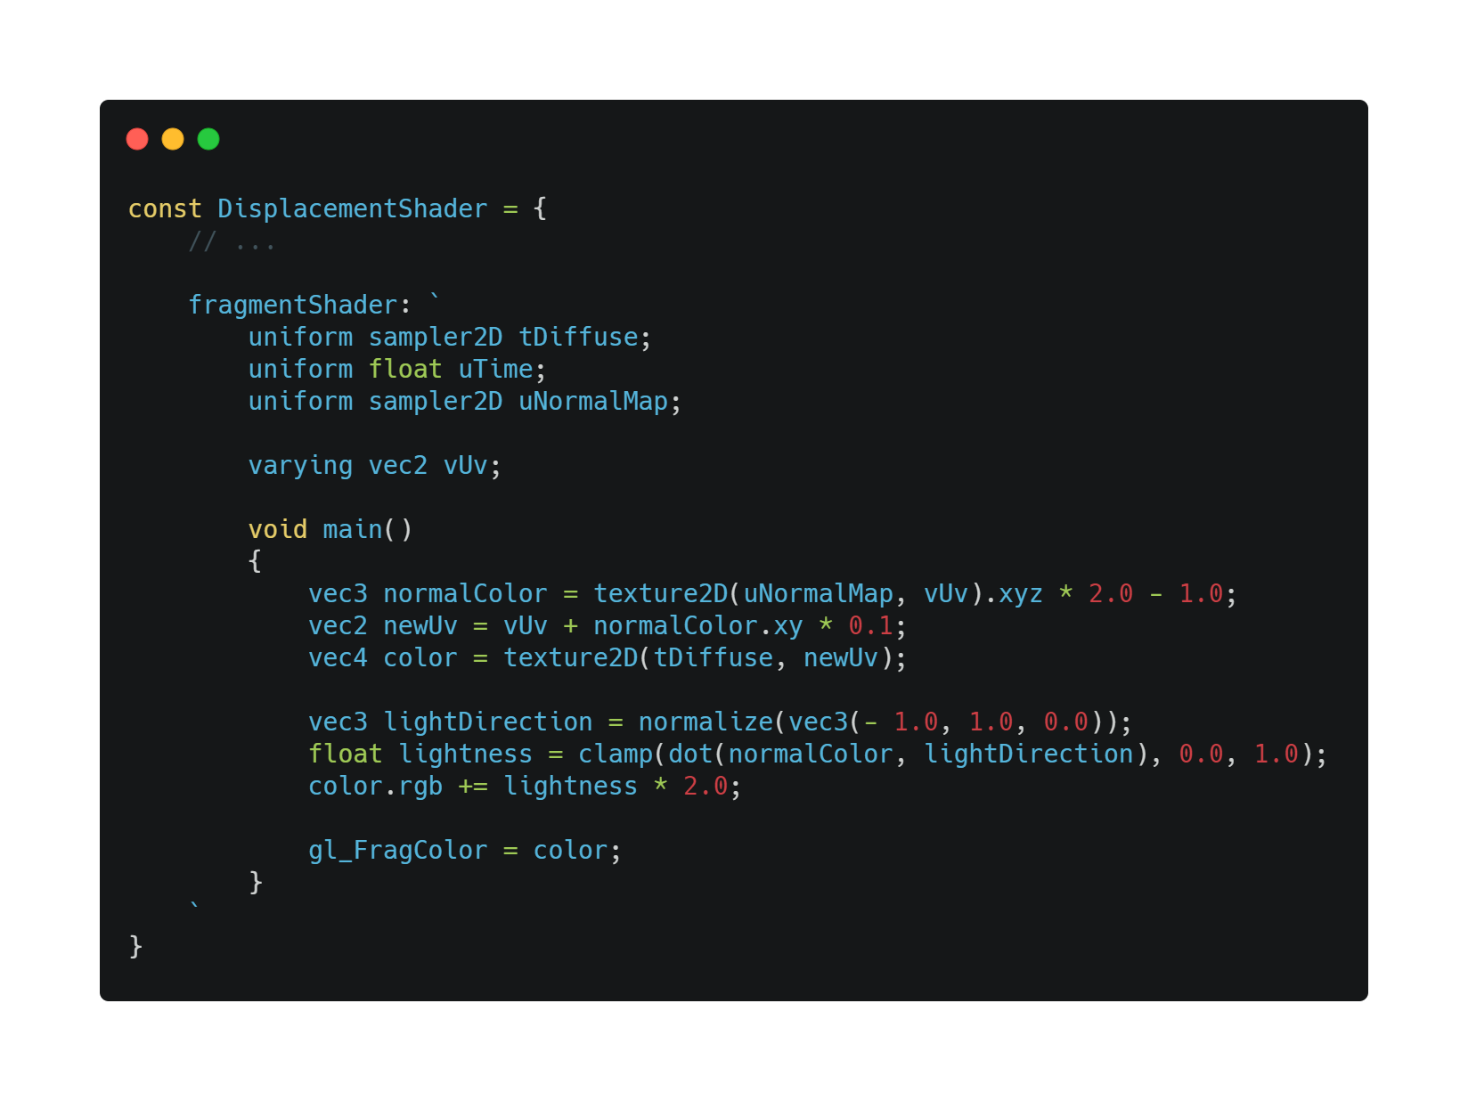 const DisplacementShader = {
    // ...

    fragmentShader: `
        uniform sampler2D tDiffuse;
        uniform float uTime;
        uniform sampler2D uNormalMap;

        varying vec2 vUv;

        void main()
        {
            vec3 normalColor = texture2D(uNormalMap, vUv).xyz * 2.0 - 1.0;
            vec2 newUv = vUv + normalColor.xy * 0.1;
            vec4 color = texture2D(tDiffuse, newUv);

            vec3 lightDirection = normalize(vec3(- 1.0, 1.0, 0.0));
            float lightness = clamp(dot(normalColor, lightDirection), 0.0, 1.0);
            color.rgb += lightness * 2.0;

            gl_FragColor = color;
        }
    `
}